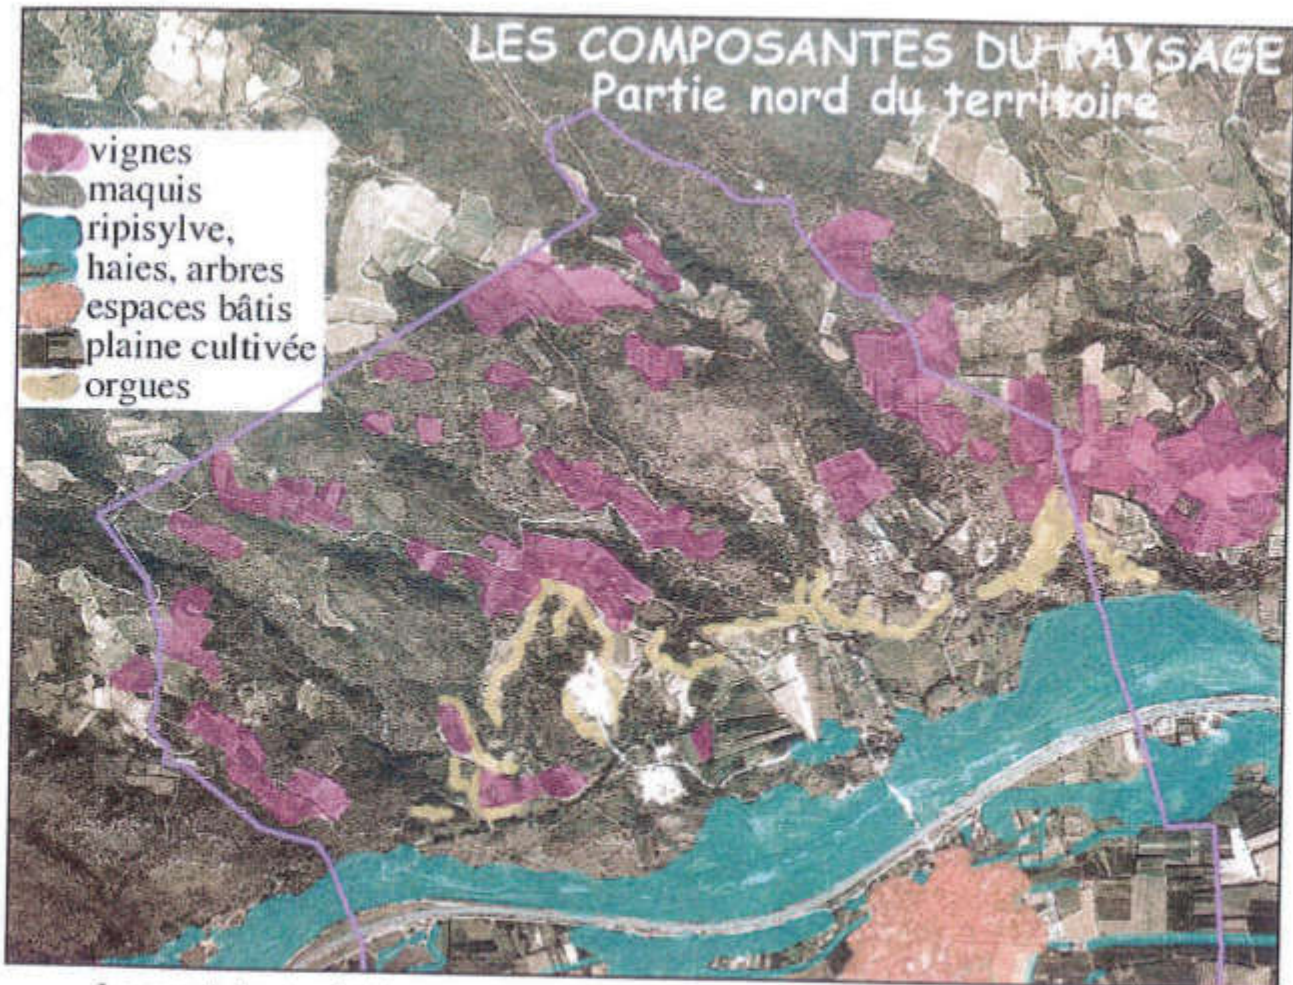 LES COMPOSANTES DU PAYSAGE
Partie nord du territoire
vignes
maquis
ripisylve,
haies, arbres
espaces bâtis
plaine cultivée
orgues